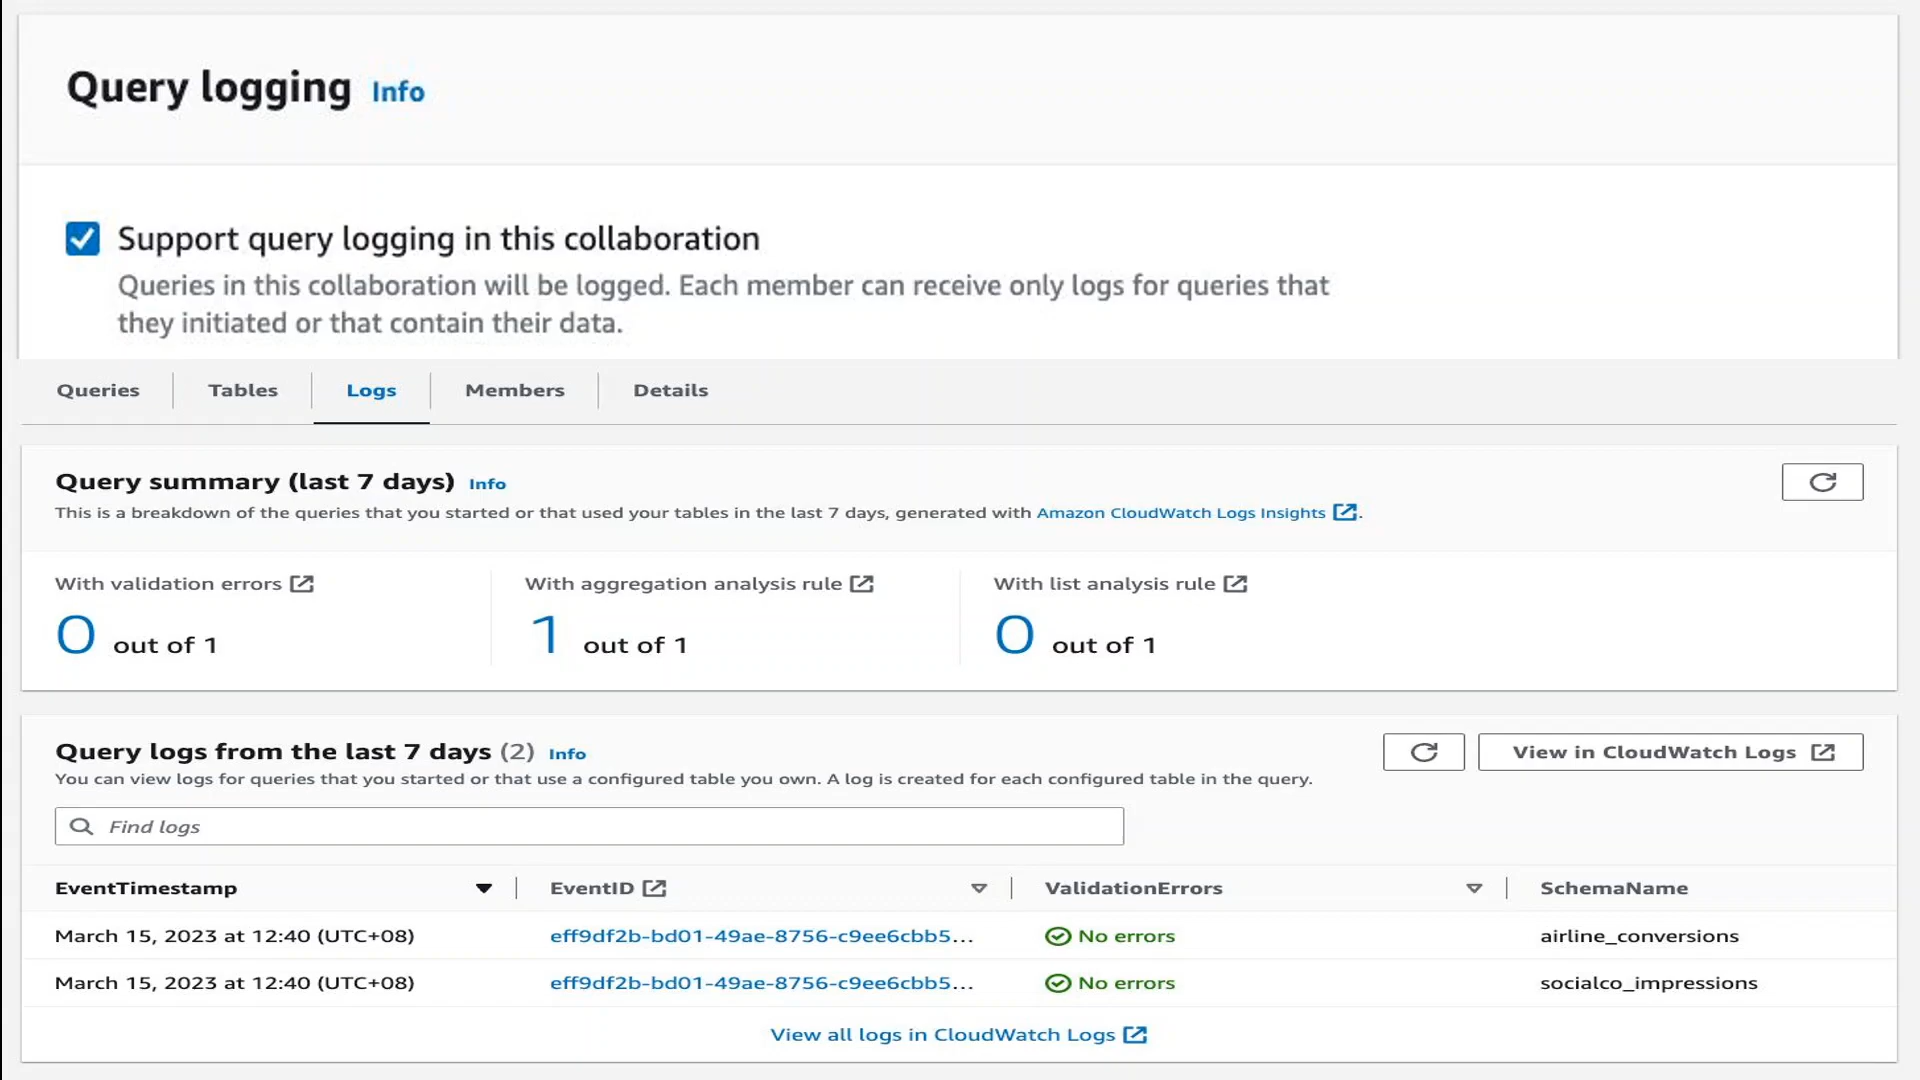 Query logging Info
Support query logging in this collaboration
Queries in this collaboration will be logged. Each member can receive only logs for queries that
they initiated or that contain their data.
Queries Tables Logs Members Details
Query summary (last 7 days) Info
This is a breakdown of the queries that you started or that used your tables in the last 7 days, generated with Amazon CloudWatch Logs Insights.
With validation errors With aggregation analysis rule With list analysis rule
0 out of 1 1 out of 1 0 out of 1
Query logs from the last 7 days (2) Info
View in CloudWatch Logs
You can view logs for queries that you started or that use a configured table you own. A log is created for each configured table in the query.
Find logs
EventTimestamp EventID ValidationErrors SchemaName
March 15, 2023 at 12:40 (UTC+08) eff9df2b-bd01-49ae-8756-c9ee6cbb5... No errors airline_conversions
March 15, 2023 at 12:40 (UTC+08) eff9df2b-bd01-49ae-8756-c9ee6cbb5... No errors socialco_impressions
View all logs in CloudWatch Logs